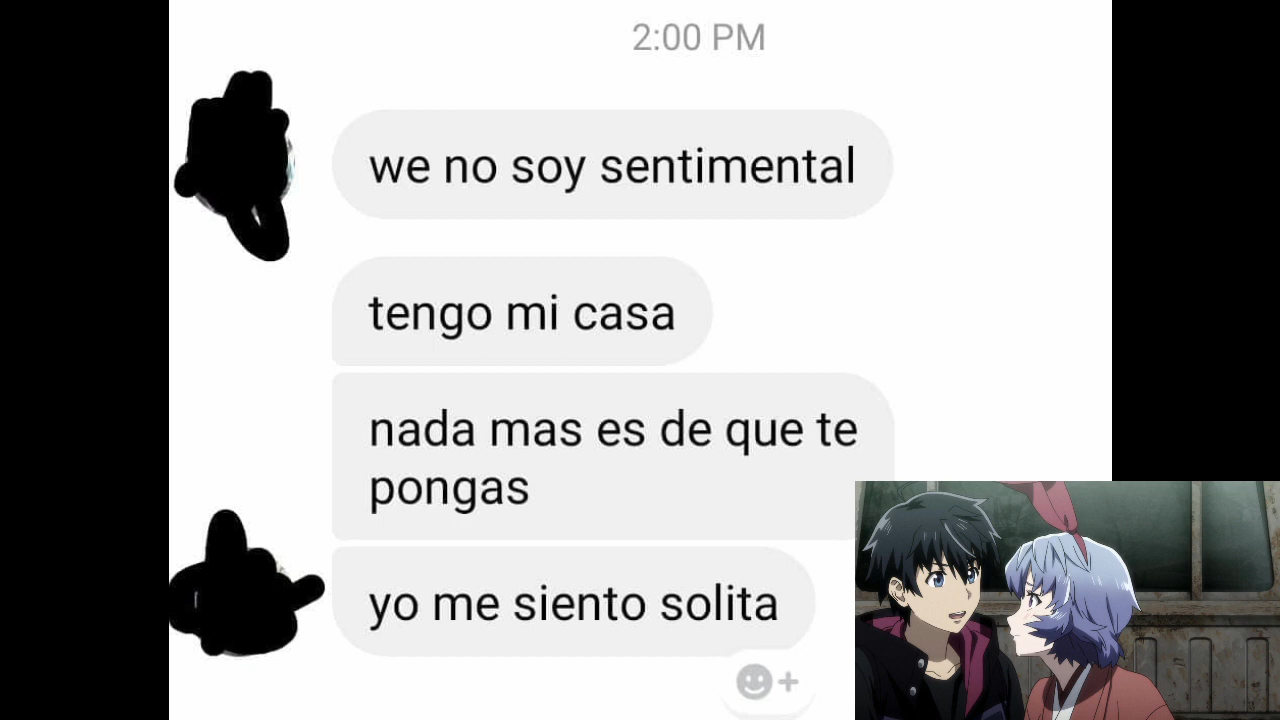 2:00 PM
we no soy sentimental
tengo mi casa
nada mas es de que te
pongas
yo me siento solita